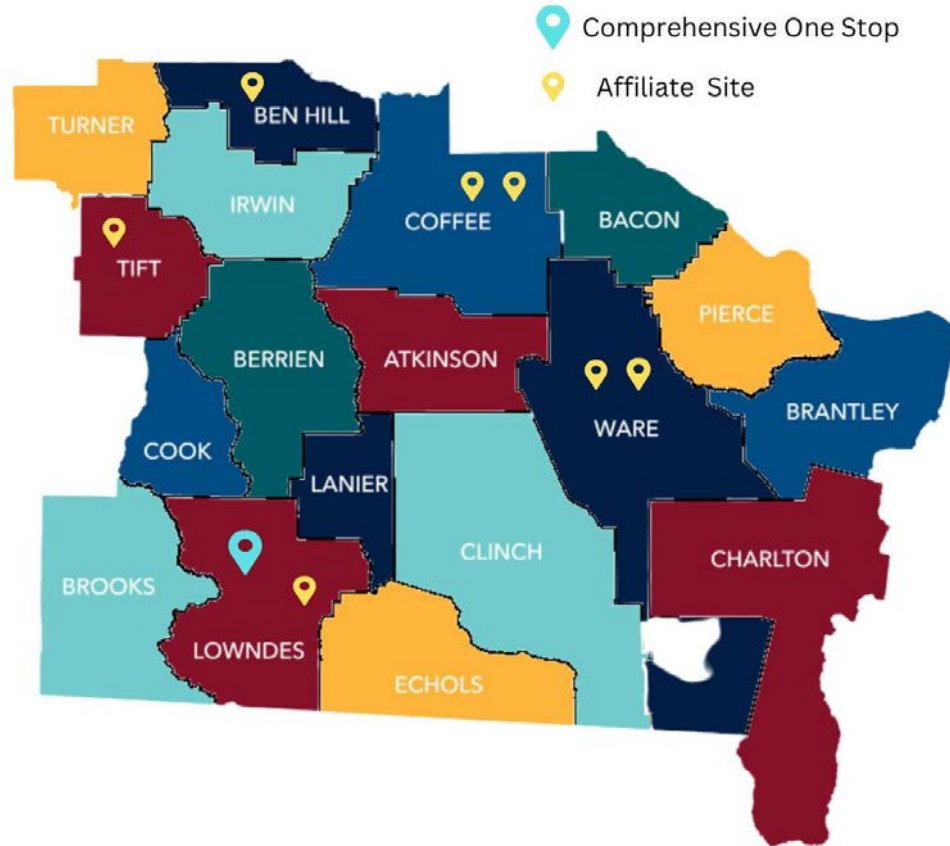 Comprehensive One Stop
Affiliate Site
TURNER
BEN HILL
IRWIN
COFFEE
BACON
TIFT
PIERCE
BERRIEN
ATKINSON
BRANTLEY
WARE
COOK
LANIER
CLINCH
CHARLTON
BROOKS
LOWNDES
ECHOLS